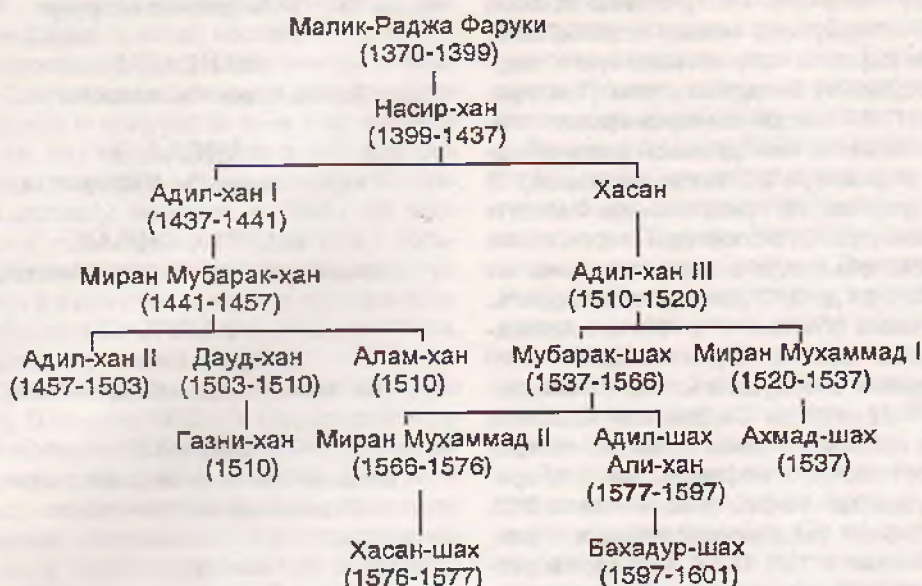 Малик-Раджа Фаруки
(1370-1399)
Насир-хан
(1399-1437)
Адил-хан I
(1437-1441)
Хасан
Миран Мубарак-хан
(1441-1457)
Адил-хан III
(1510-1520)
Адил-хан II
(1457-1503)
Дауд-хан
(1503-1510)
Алам-хан
(1510)
Мубарак-шах
(1537-1566)
Миран Мухаммад I
(1520-1537)
Газни-хан
(1510)
Миран Мухаммад II
(1566-1576)
Адил-шах
Али-хан
(1577-1597)
Ахмад-шах
(1537)
Хасан-шах
(1576-1577)
Бахадур-шах
(1597-1601)